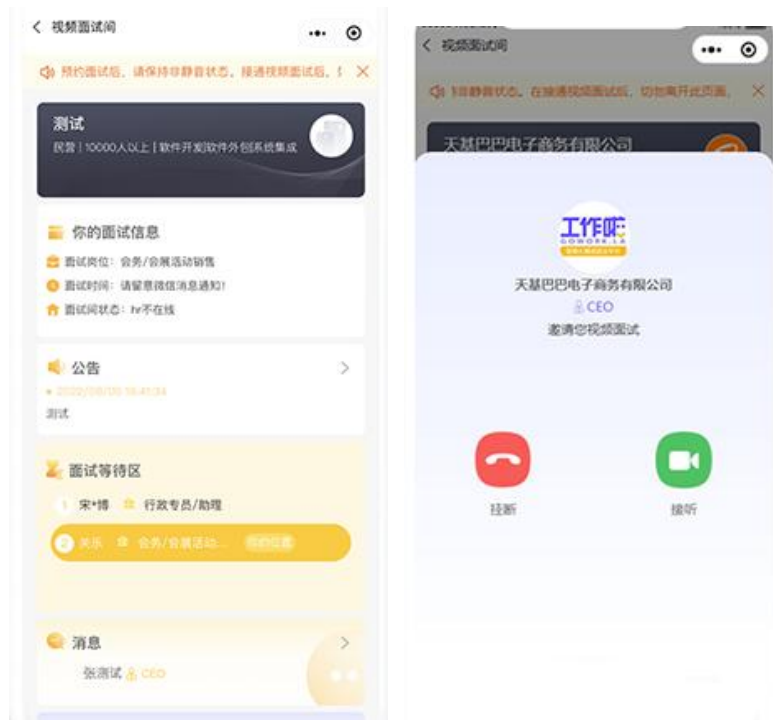 视频面试间
预约面试后，请保持非静音状态，接通视频面试后，
测试
民营 | 10000人以上 | 软件开发|软件外包|系统集成
你的面试信息
面试岗位：会务/会展活动销售
面试时间：请留意微信消息通知！
面试间状态：hr不在线
公告
测试
面试等待区
1 宋*博 行政专员/助理
2 关乐 会务/会展活动... 你的位置
消息
张测试 CEO
视频面试间
非静音状态。在接通视频面试后，切勿离开此页面，
天基巴巴电子商务有限公司
工作啦
GOWORK.LA
天基巴巴电子商务有限公司
CEO
邀请您视频面试
挂断
接听